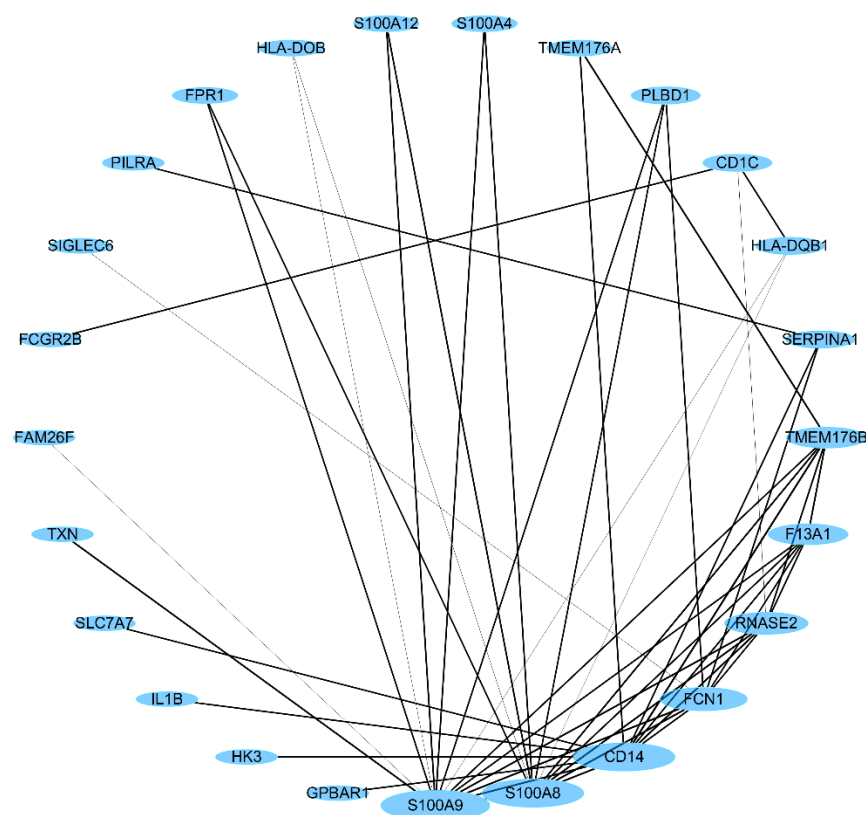 S100A12
S100A4
HLA-DOB
TMEM176A
FPR1
PLBD1
PILRA
CD1C
SIGLEC6
HLA-DQB1
FCGR2B
SERPINA1
FAM26F
TMEM176B
TXN
F13A1
SLC7A7
RNASE2
IL1B
FCN1
HK3
CD14
GPBAR1
S100A8
S100A9